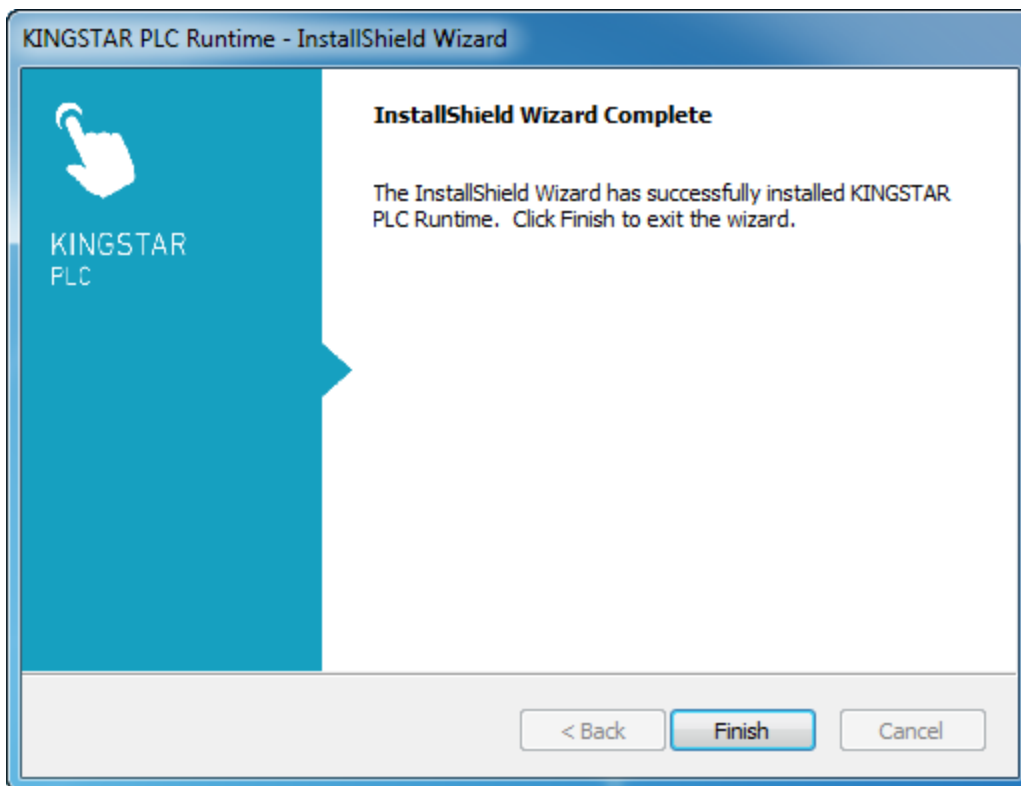 KINGSTAR PLC Runtime - InstallShield Wizard
KINGSTAR
PLC
InstallShield Wizard Complete
The InstallShield Wizard has successfully installed KINGSTAR
PLC Runtime.  Click Finish to exit the wizard.
< Back
Finish
Cancel